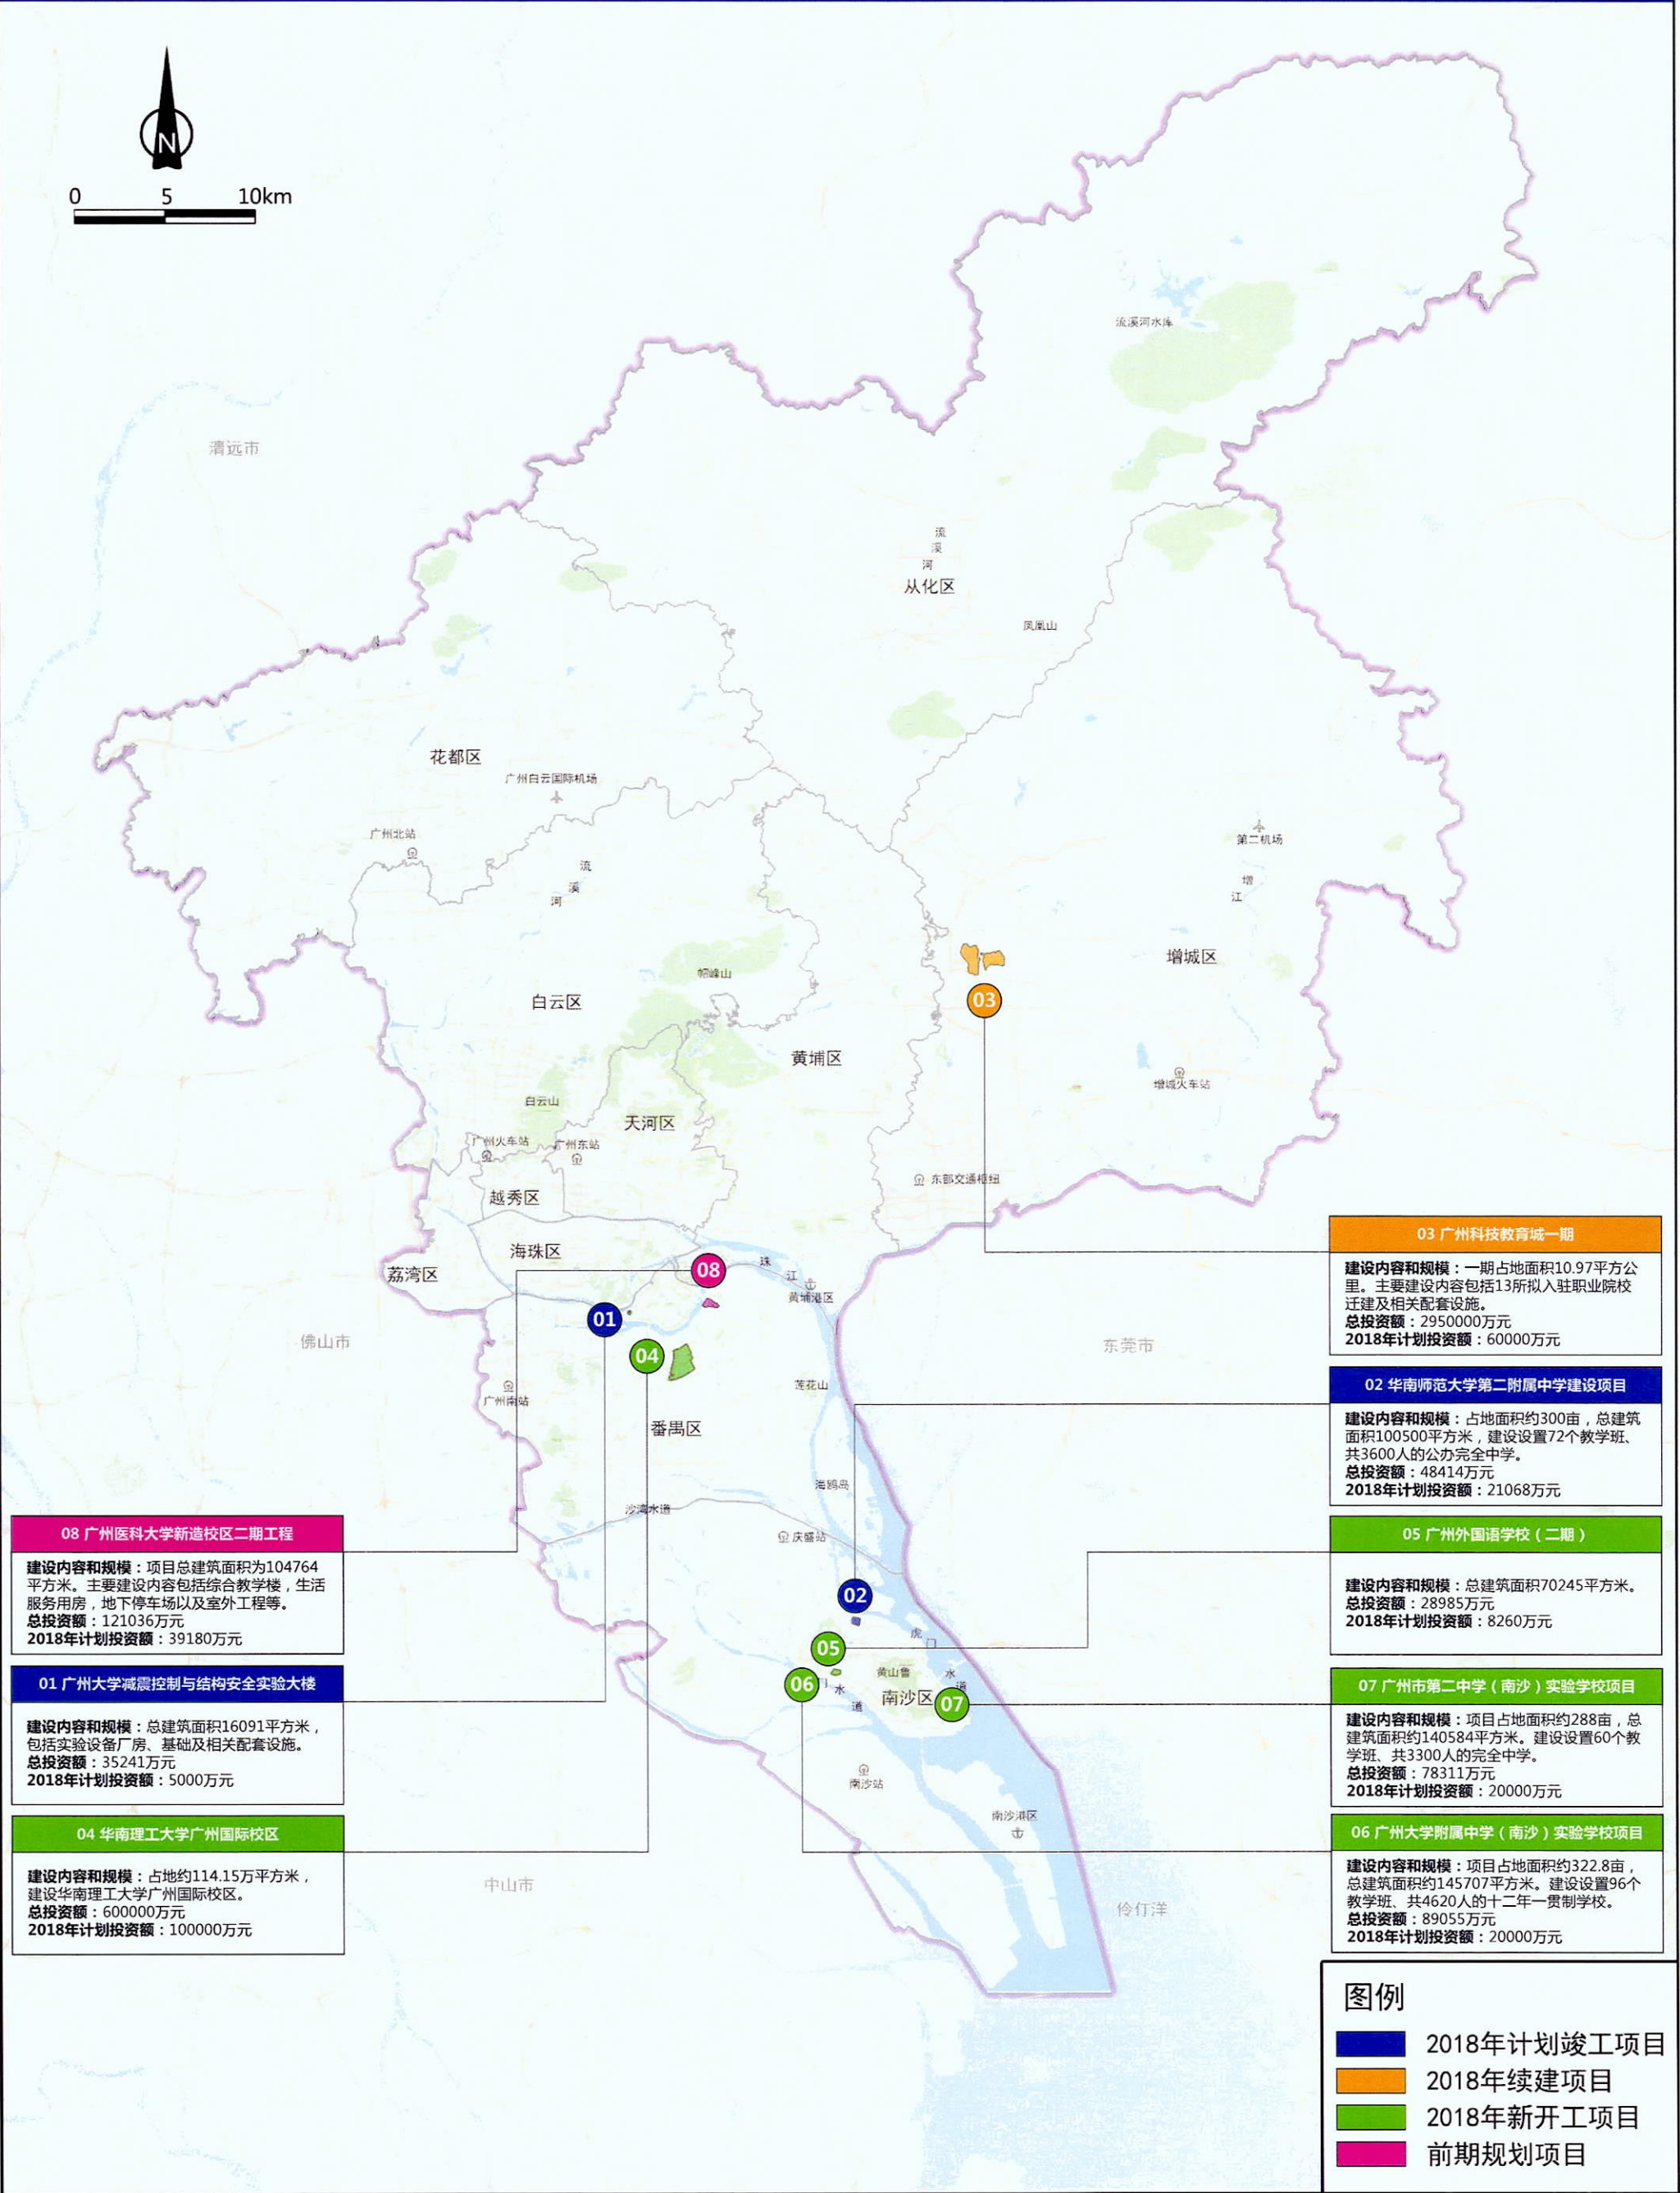 N
0 5 10km
流溪河水库
清远市
流
溪
河
从化区
凤凰山
花都区
广州白云国际机场
广州北站
第二机场
流
溪
河
增
江
增城区
帽峰山
白云区
03
黄埔区
增城火车站
白云山
天河区
广州火车站
广州东站
东部交通枢纽
越秀区
海珠区
荔湾区
08
珠
江
黄埔港区
01
佛山市
04
东莞市
莲花山
广州南站
番禺区
海鸥岛
沙湾水道
庆盛站
02
05
虎
门
水
道
黄山鲁
06
门
水
道
南沙区
07
南沙站
南沙港区
中山市
伶仃洋
03 广州科技教育城一期
建设内容和规模：一期占地面积10.97平方公
里。主要建设内容包括13所拟入驻职业院校
迁建及相关配套设施。
总投资额：2950000万元
2018年计划投资额：60000万元
02 华南师范大学第二附属中学建设项目
建设内容和规模：占地面积约300亩，总建筑
面积100500平方米，建设设置72个教学班、
共3600人的公办完全中学。
总投资额：48414万元
2018年计划投资额：21068万元
05 广州外国语学校（二期）
建设内容和规模：总建筑面积70245平方米。
总投资额：28985万元
2018年计划投资额：8260万元
07 广州市第二中学（南沙）实验学校项目
建设内容和规模：项目占地面积约288亩，总
建筑面积约140584平方米。建设设置60个教
学班、共3300人的完全中学。
总投资额：78311万元
2018年计划投资额：20000万元
06 广州大学附属中学（南沙）实验学校项目
建设内容和规模：项目占地面积约322.8亩，
总建筑面积约145707平方米。建设设置96个
教学班、共4620人的十二年一贯制学校。
总投资额：89055万元
2018年计划投资额：20000万元
08 广州医科大学新造校区二期工程
建设内容和规模：项目总建筑面积为104764
平方米。主要建设内容包括综合教学楼，生活
服务用房，地下停车场以及室外工程等。
总投资额：121036万元
2018年计划投资额：39180万元
01 广州大学减震控制与结构安全实验大楼
建设内容和规模：总建筑面积16091平方米，
包括实验设备厂房、基础及相关配套设施。
总投资额：35241万元
2018年计划投资额：5000万元
04 华南理工大学广州国际校区
建设内容和规模：占地约114.15万平方米，
建设华南理工大学广州国际校区。
总投资额：600000万元
2018年计划投资额：100000万元
图例
2018年计划竣工项目
2018年续建项目
2018年新开工项目
前期规划项目